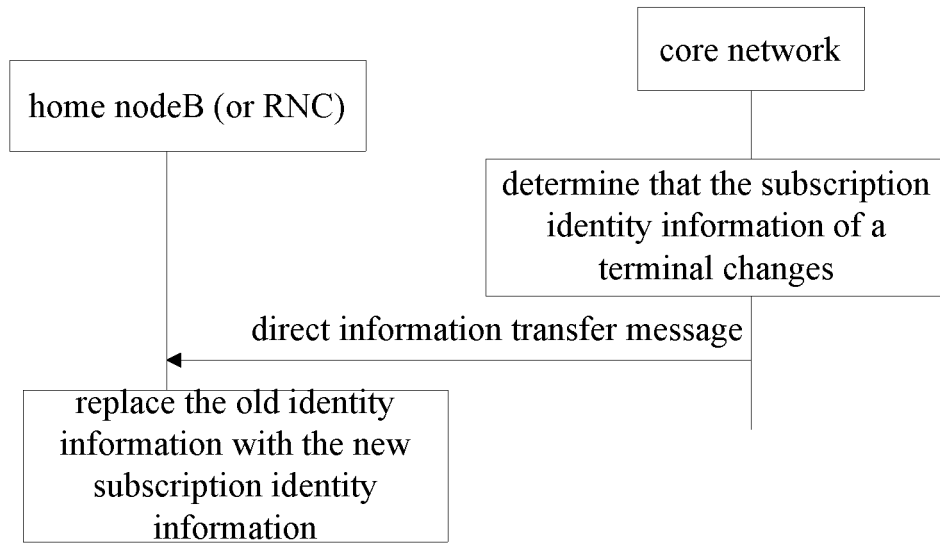 core network
home nodeB (or RNC)
determine that the subscription
identity information of a
terminal changes
direct information transfer message
replace the old identity
information with the new
subscription identity
information